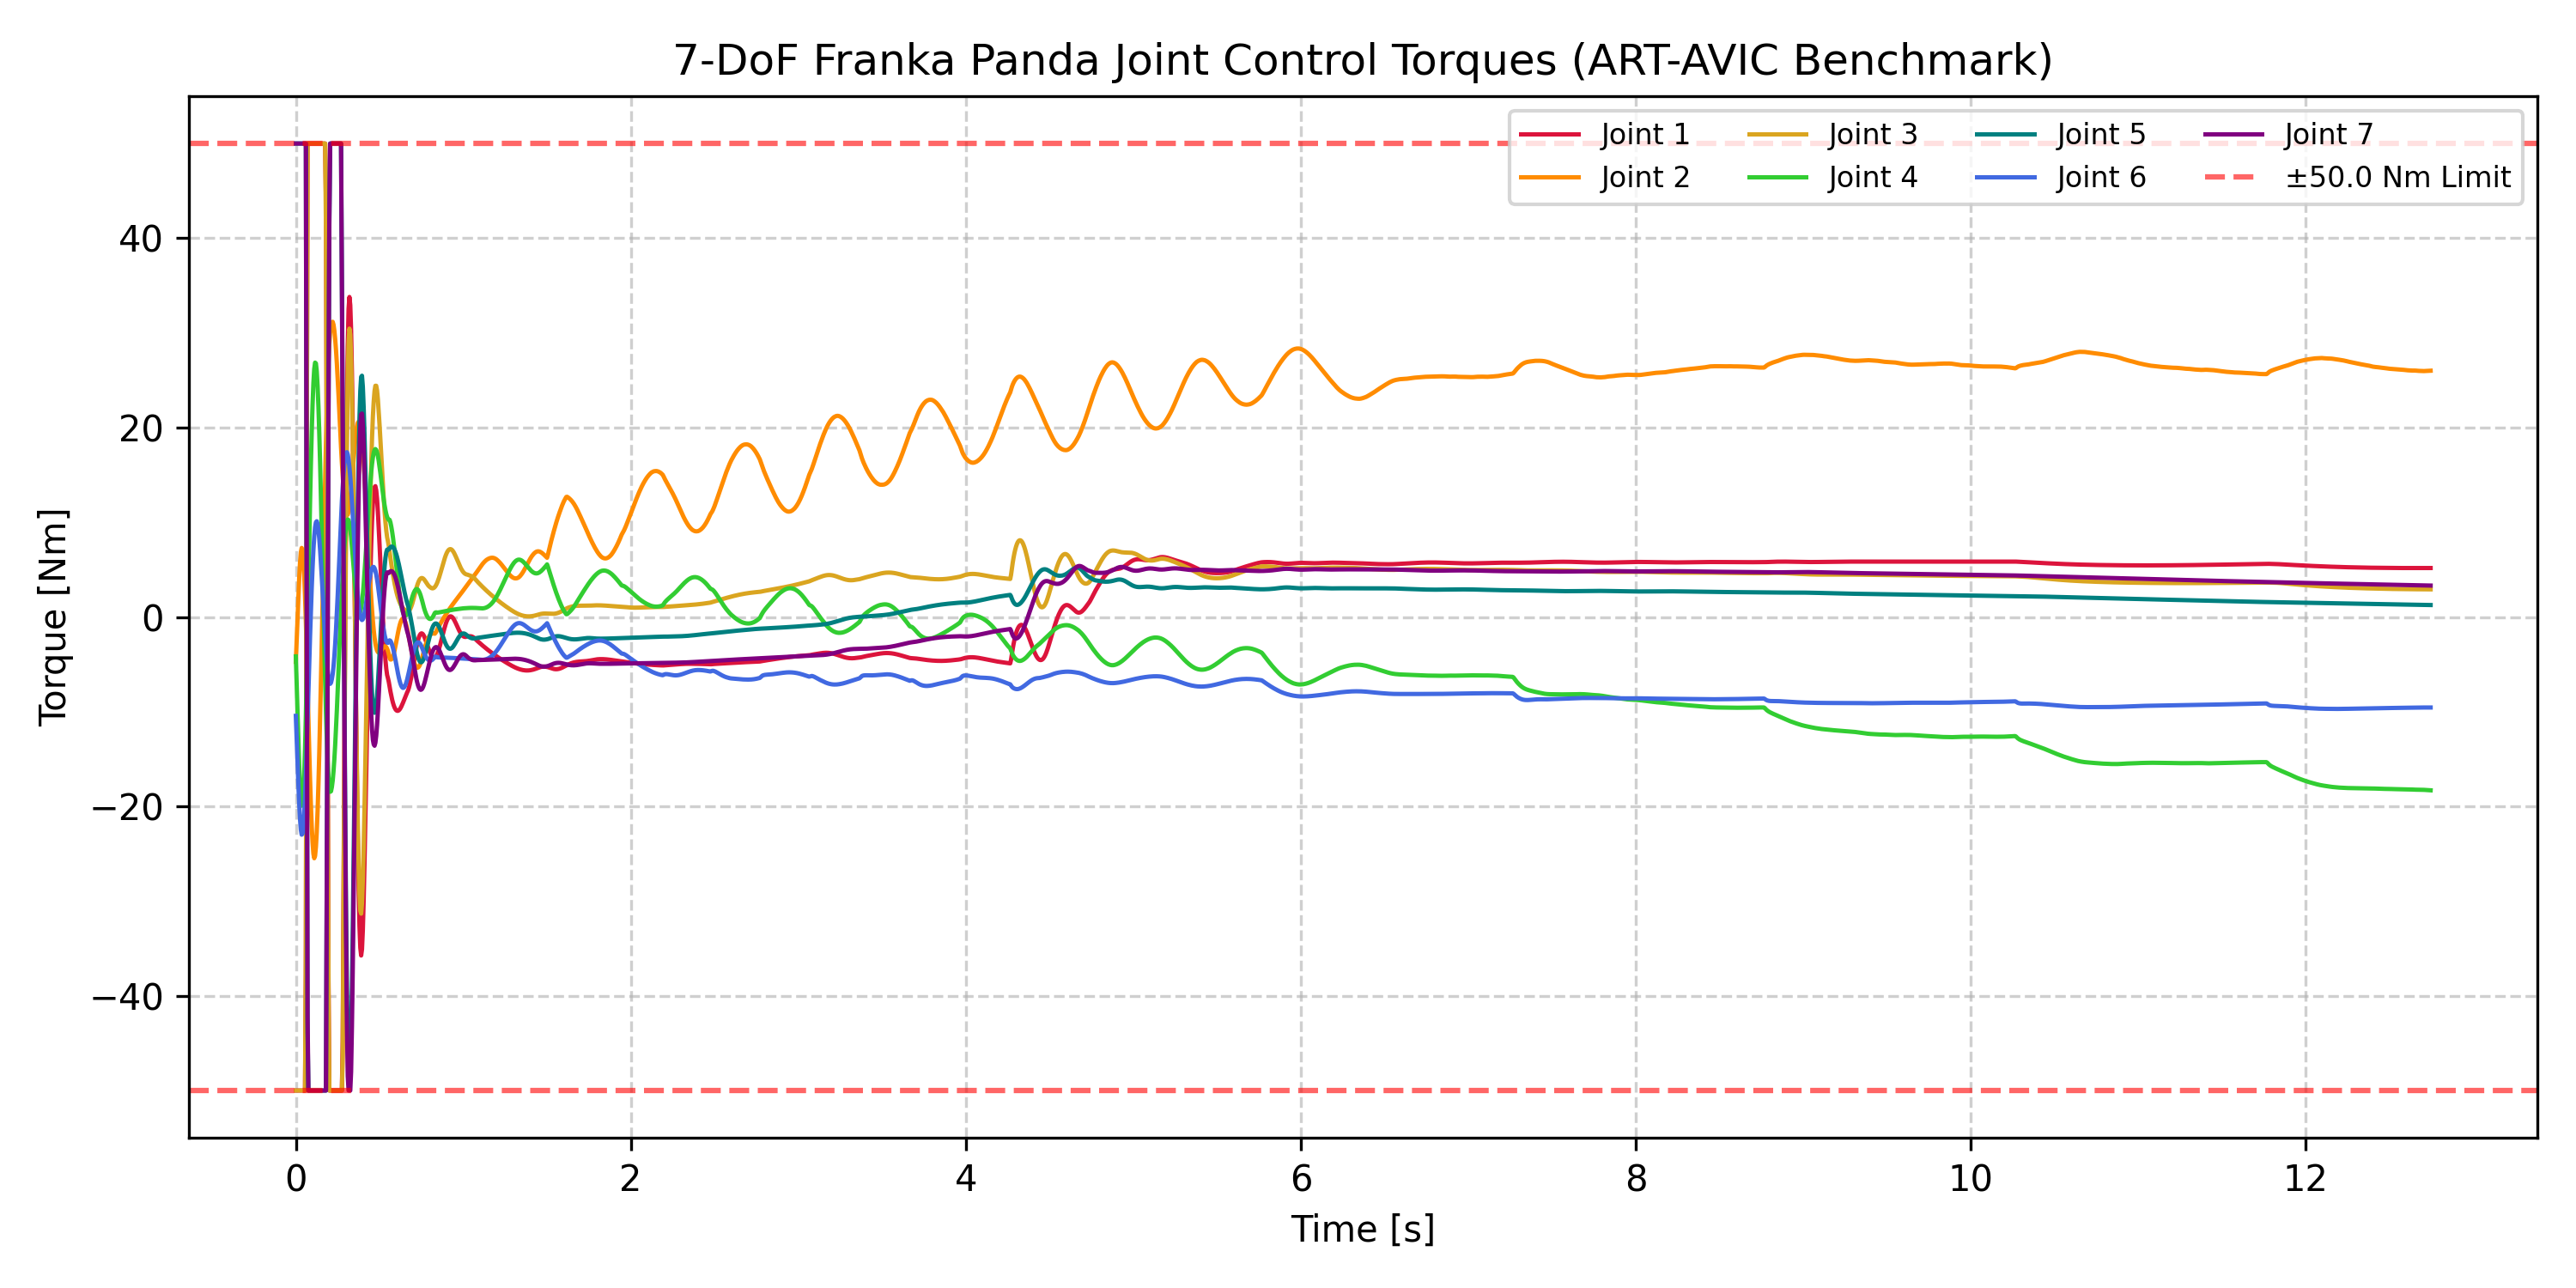 7-DoF Franka Panda Joint Control Torques (ART-AVIC Benchmark)
Joint 1 Joint 3 Joint 5 Joint 7
Joint 2 Joint 4 Joint 6 ±50.0 Nm Limit
Torque [Nm]
40
20
0
−20
−40
0 2 4 6 8 10 12
Time [s]